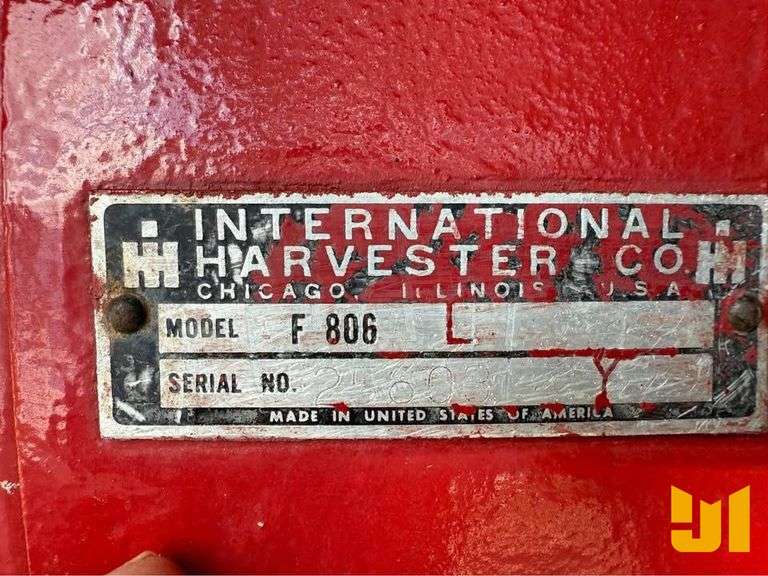 INTERNATIONAL
HARVESTER CO.
CHICAGO, ILLINOIS U.S.A.
MODEL F 806 L
SERIAL NO. Y
MADE IN UNITED STATES OF AMERICA